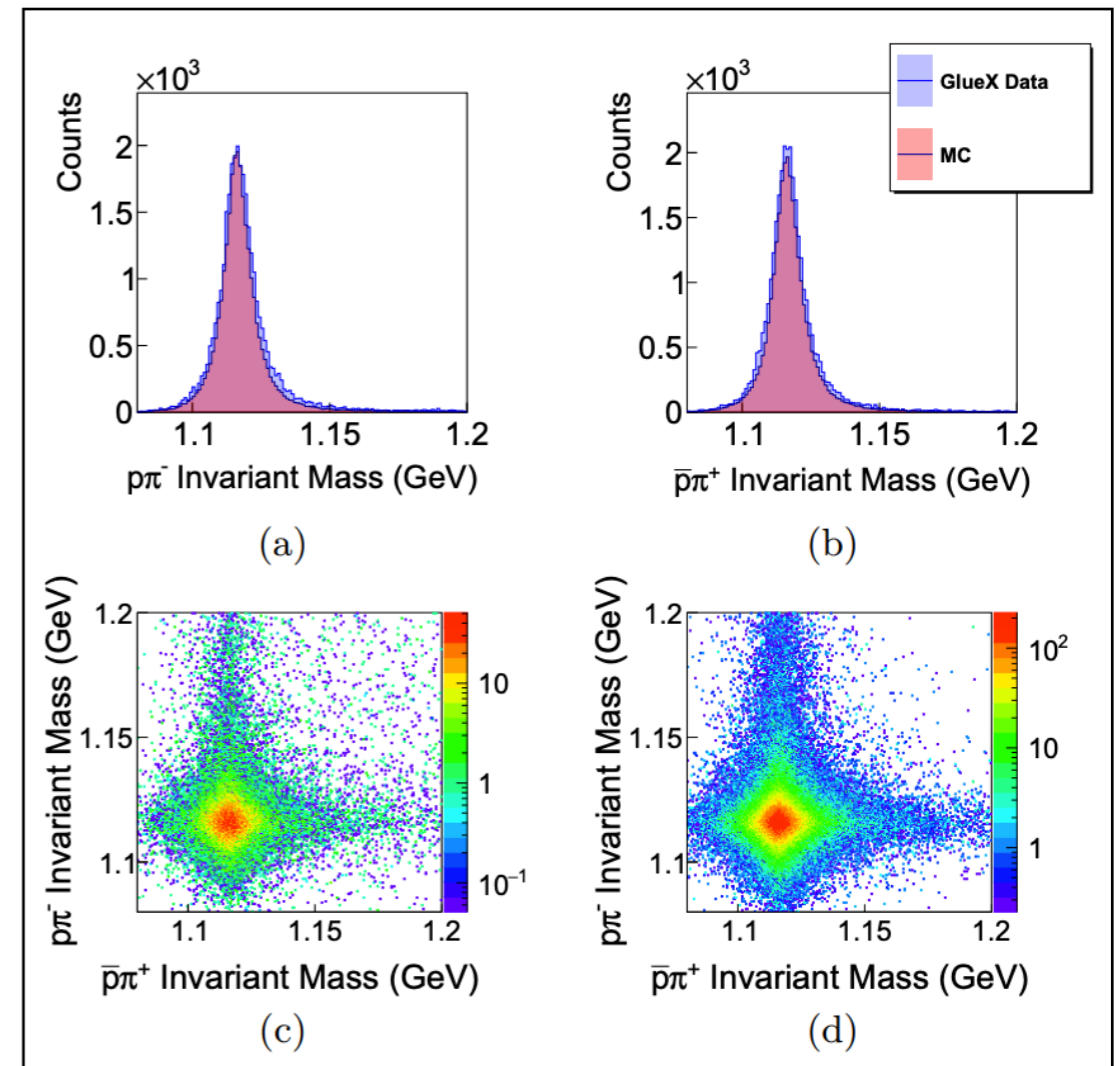 ×10³
Counts
2
1.5
1
0.5
0
1.1
1.15
1.2
pπ⁻ Invariant Mass (GeV)
(a)
×10³
Counts
2
1.5
1
0.5
0
1.1
1.15
1.2
p̅π⁺ Invariant Mass (GeV)
(b)
GlueX Data
MC
pπ⁻ Invariant Mass (GeV)
1.2
1.15
1.1
1.1
1.15
1.2
10
1
10⁻¹
p̅π⁺ Invariant Mass (GeV)
(c)
pπ⁻ Invariant Mass (GeV)
1.2
1.15
1.1
1.1
1.15
1.2
10²
10
1
p̅π⁺ Invariant Mass (GeV)
(d)